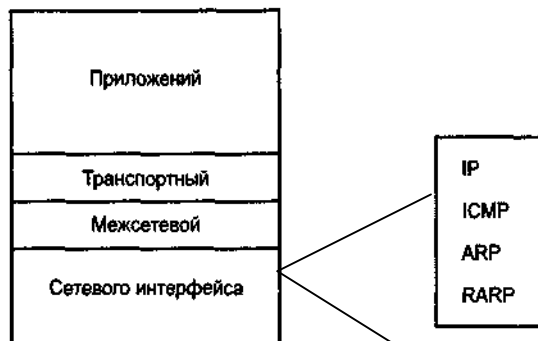 Приложений
Транспортный
Межсетевой
Сетевого интерфейса
IP
ICMP
ARP
RARP